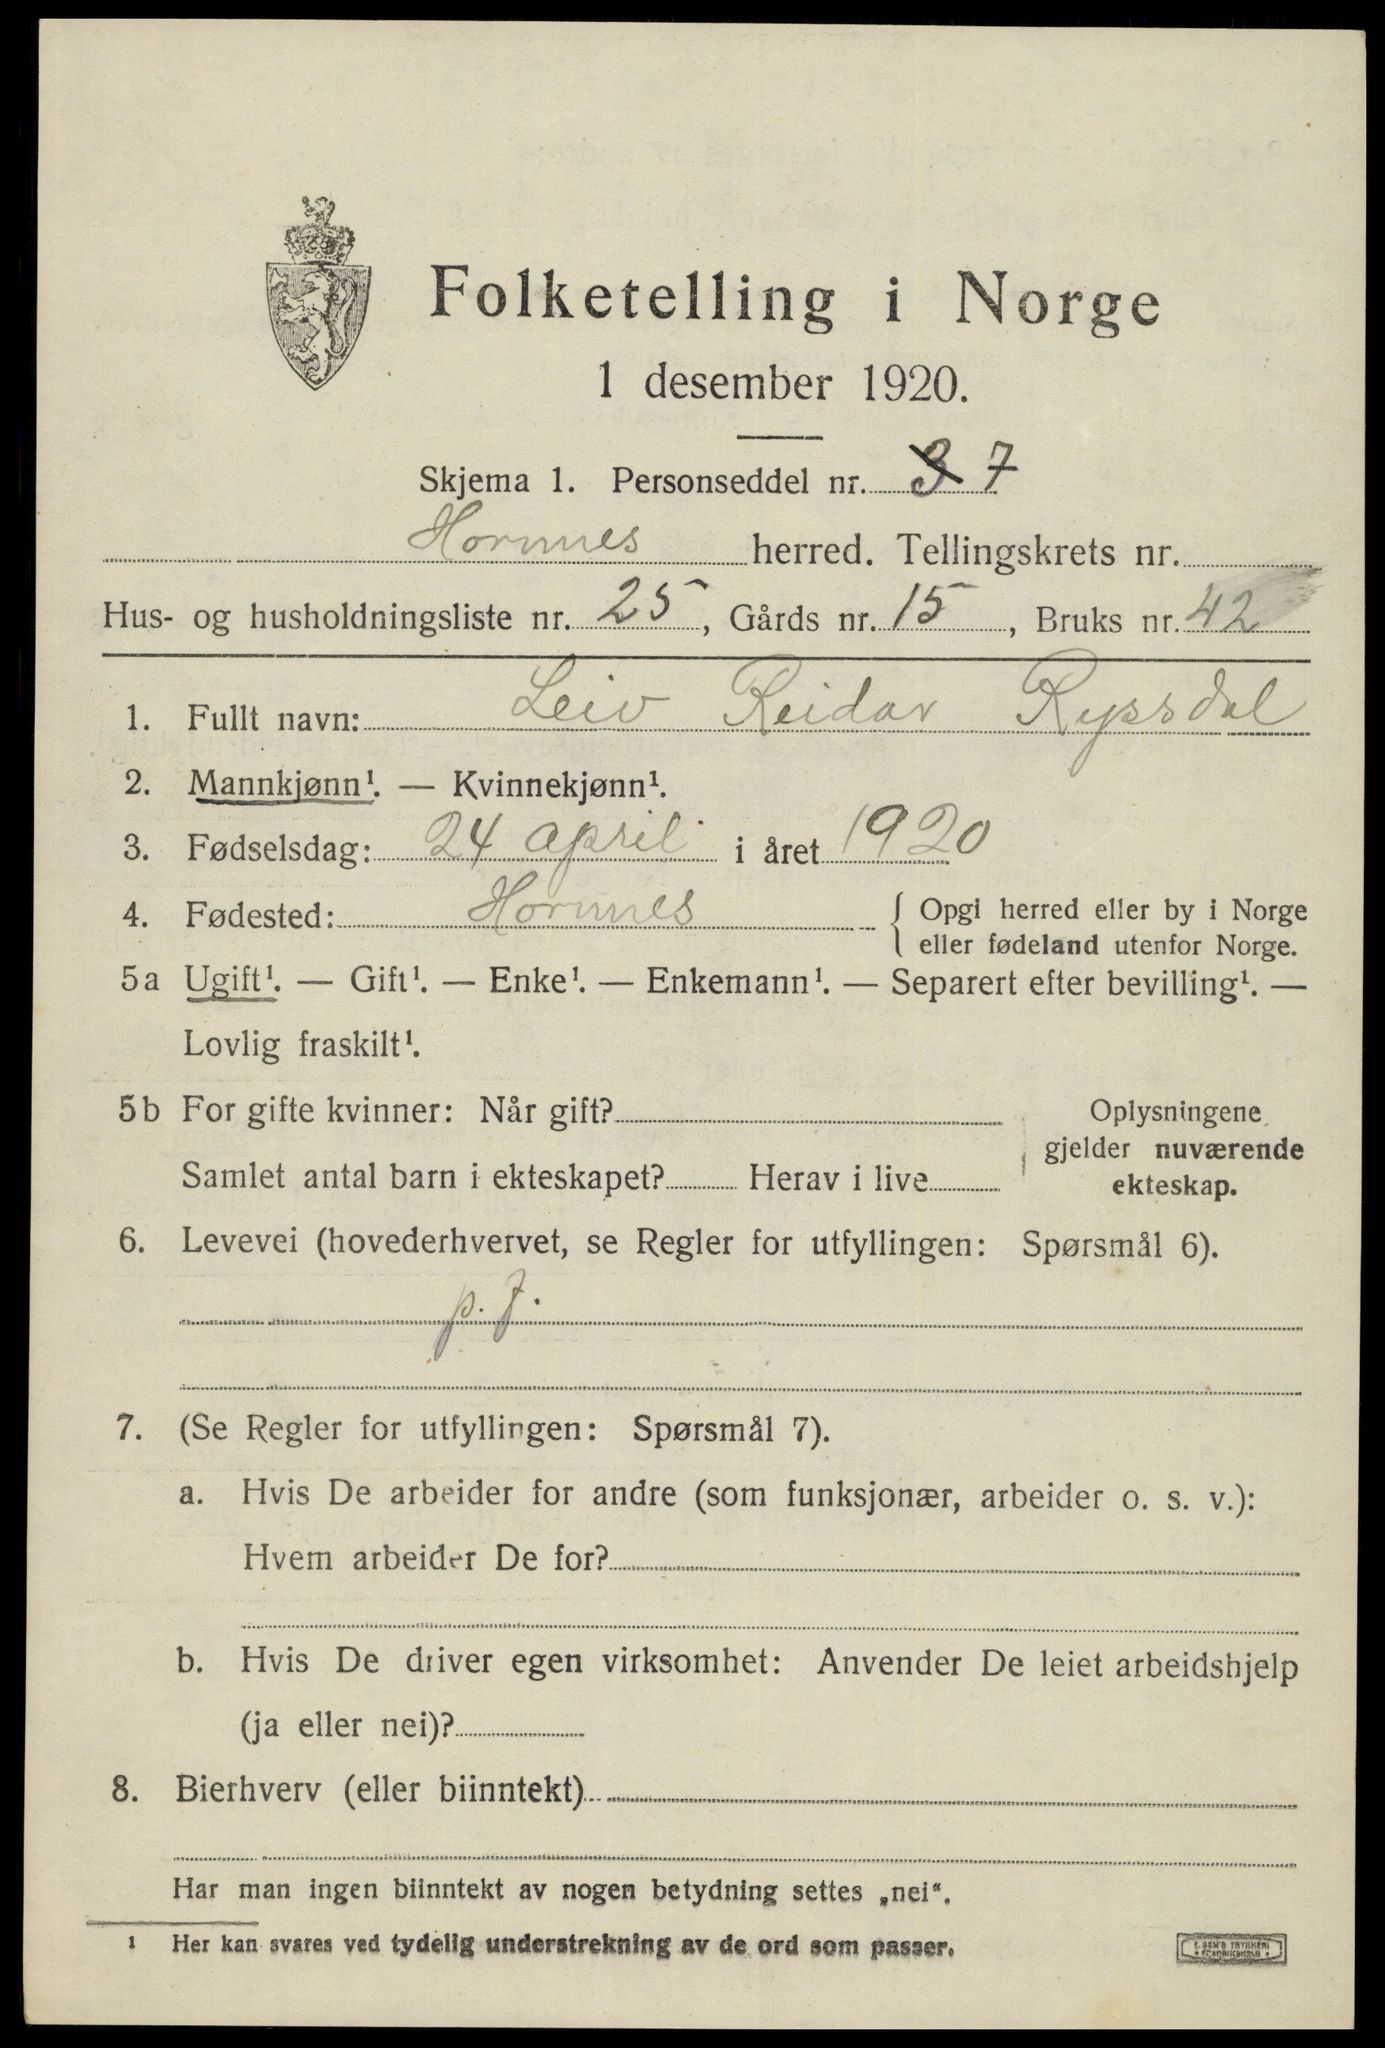 Folketelling i Norge
1 desember 1920.
Skjema 1. Personseddel nr. 3 7
Hornnes herred. Tellingskrets nr.
Hus- og husholdningsliste nr. 25, Gårds nr. 15, Bruks nr. 42
1. Fullt navn: Leiv Reidar Ryssdal
2. Mannkjønn¹. — Kvinnekjønn¹.
3. Fødselsdag: 24 april i året 1920
4. Fødested: Hornnes { Opgi herred eller by i Norge
eller fødeland utenfor Norge.
5a Ugift¹. — Gift¹. — Enke¹. — Enkemann¹. — Separert efter bevilling¹. —
Lovlig fraskilt¹.
5b For gifte kvinner: Når gift? Oplysningene
gjelder nuværende
Samlet antal barn i ekteskapet? Herav i live ekteskap.
6. Levevei (hovederhvervet, se Regler for utfyllingen: Spørsmål 6).
p. f.
7. (Se Regler for utfyllingen: Spørsmål 7).
a. Hvis De arbeider for andre (som funksjonær, arbeider o. s. v.):
Hvem arbeider De for?
b. Hvis De driver egen virksomhet: Anvender De leiet arbeidshjelp
(ja eller nei)?
8. Bierhverv (eller biinntekt)
Har man ingen biinntekt av nogen betydning settes „nei“.
¹ Her kan svares ved tydelig understrekning av de ord som passer.